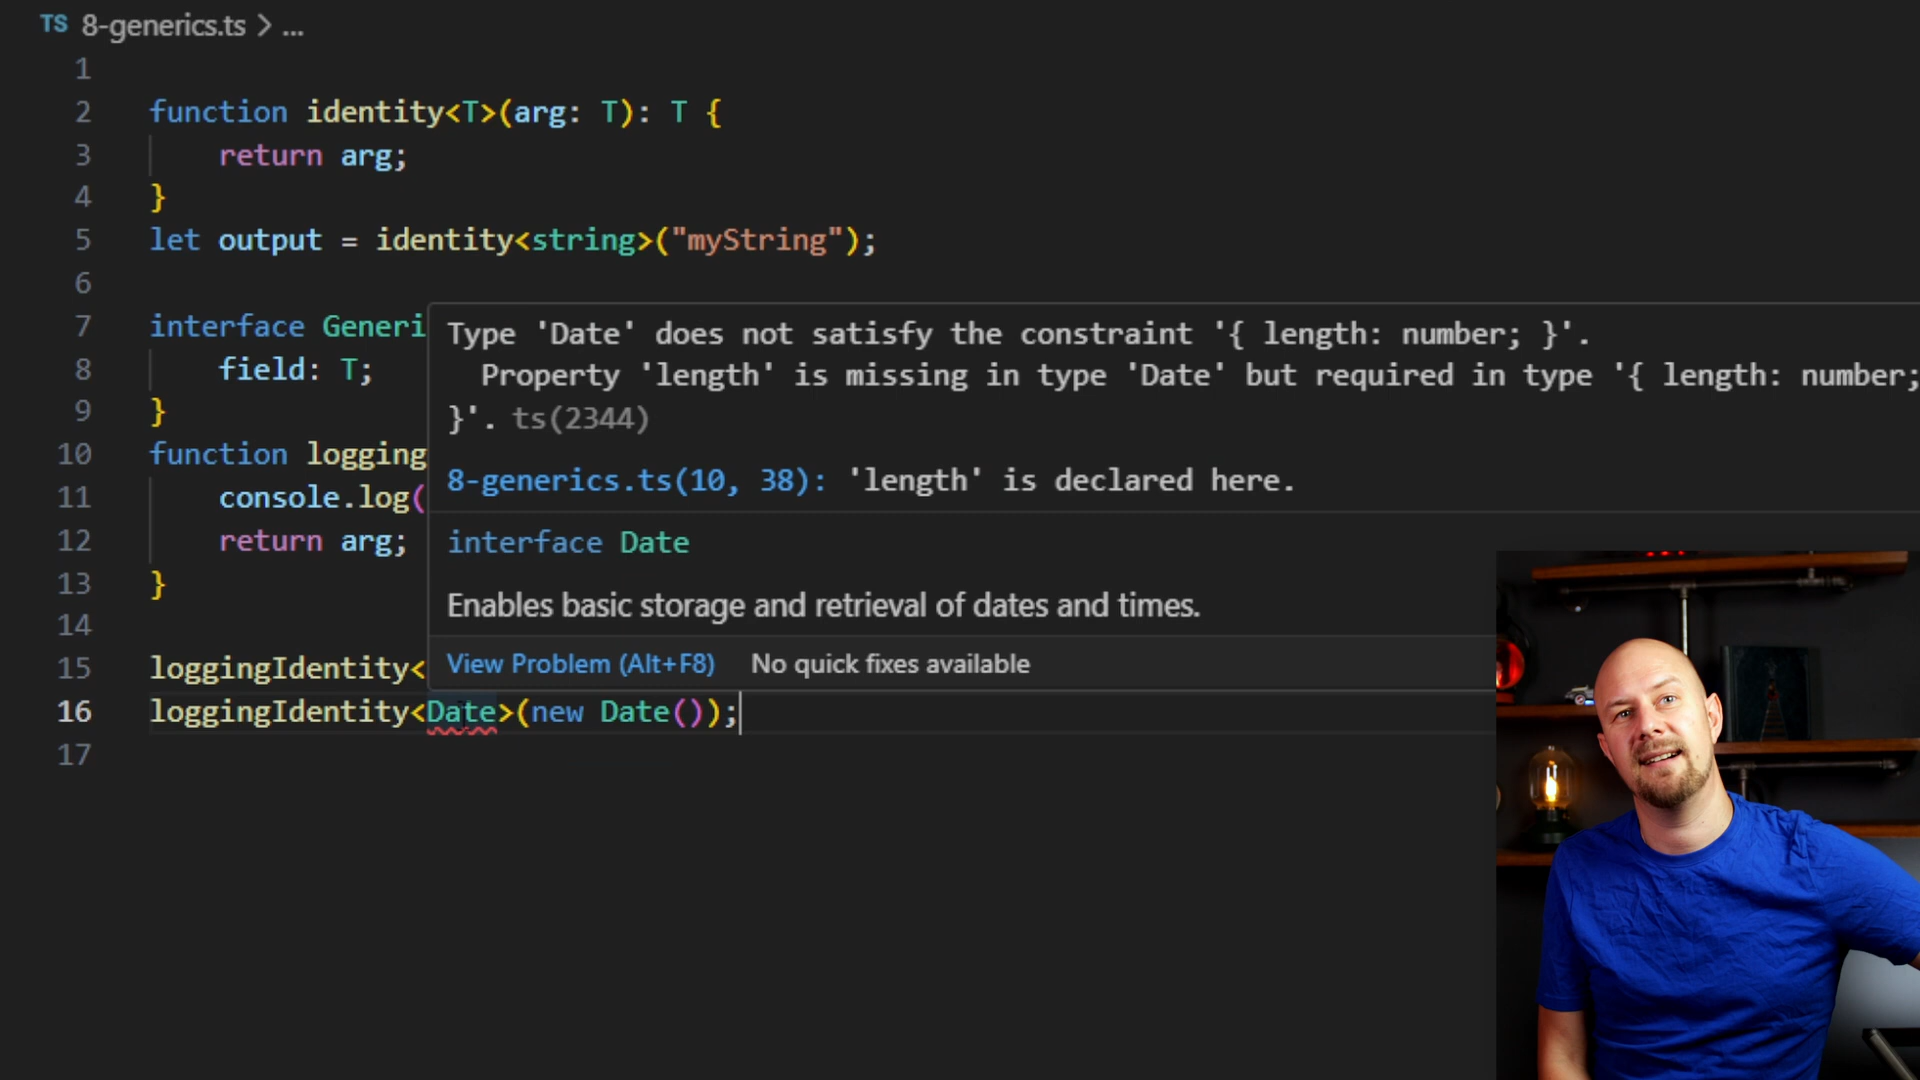 TS 8-generics.ts > ...
1
2 function identity<T>(arg: T): T {
3 return arg;
4 }
5 let output = identity<string>("myString");
6
7 interface Generi
8 field: T;
9 }
10 function logging
11 console.log(
12 return arg;
13 }
14
15 loggingIdentity<
16 loggingIdentity<Date>(new Date());
17
Type 'Date' does not satisfy the constraint '{ length: number; }'.
Property 'length' is missing in type 'Date' but required in type '{ length: number;
}'. ts(2344)
8-generics.ts(10, 38): 'length' is declared here.
interface Date
Enables basic storage and retrieval of dates and times.
View Problem (Alt+F8) No quick fixes available